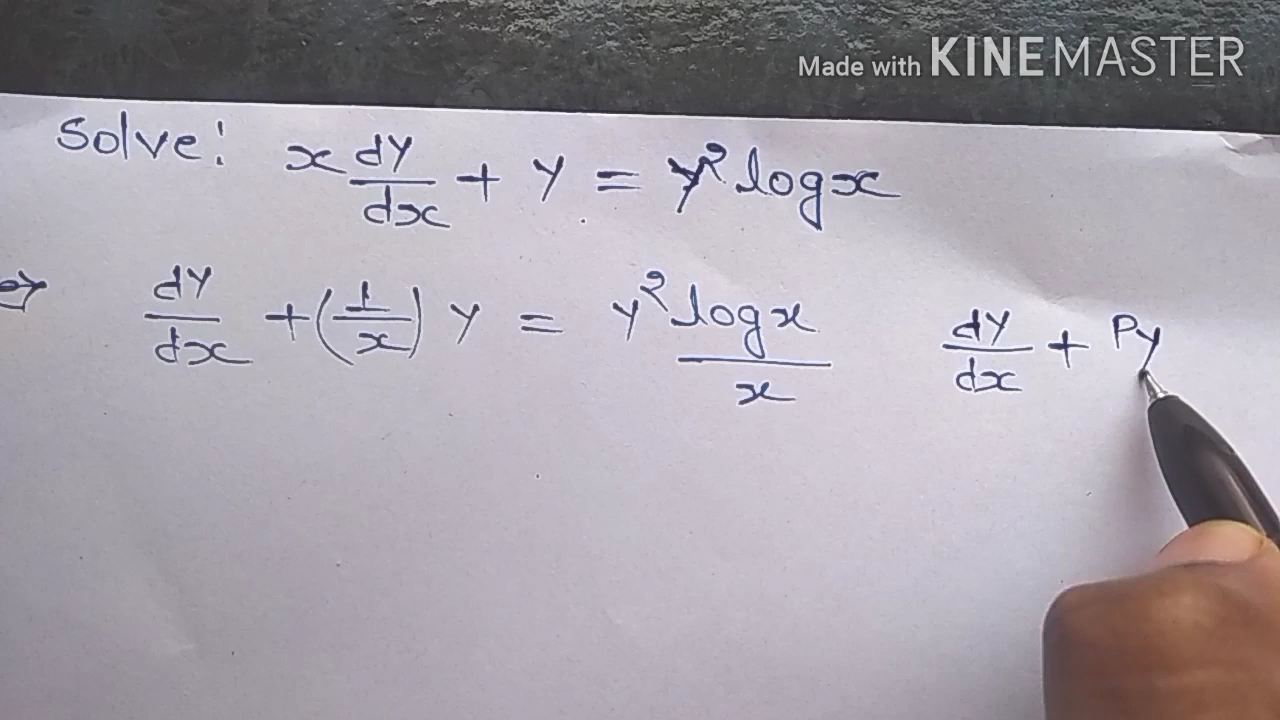 Made with KINEMASTER
Solve: x dy/dx + y = y² log x
⇒ dy/dx + (1/x) y = y² log x / x
dy/dx + Py